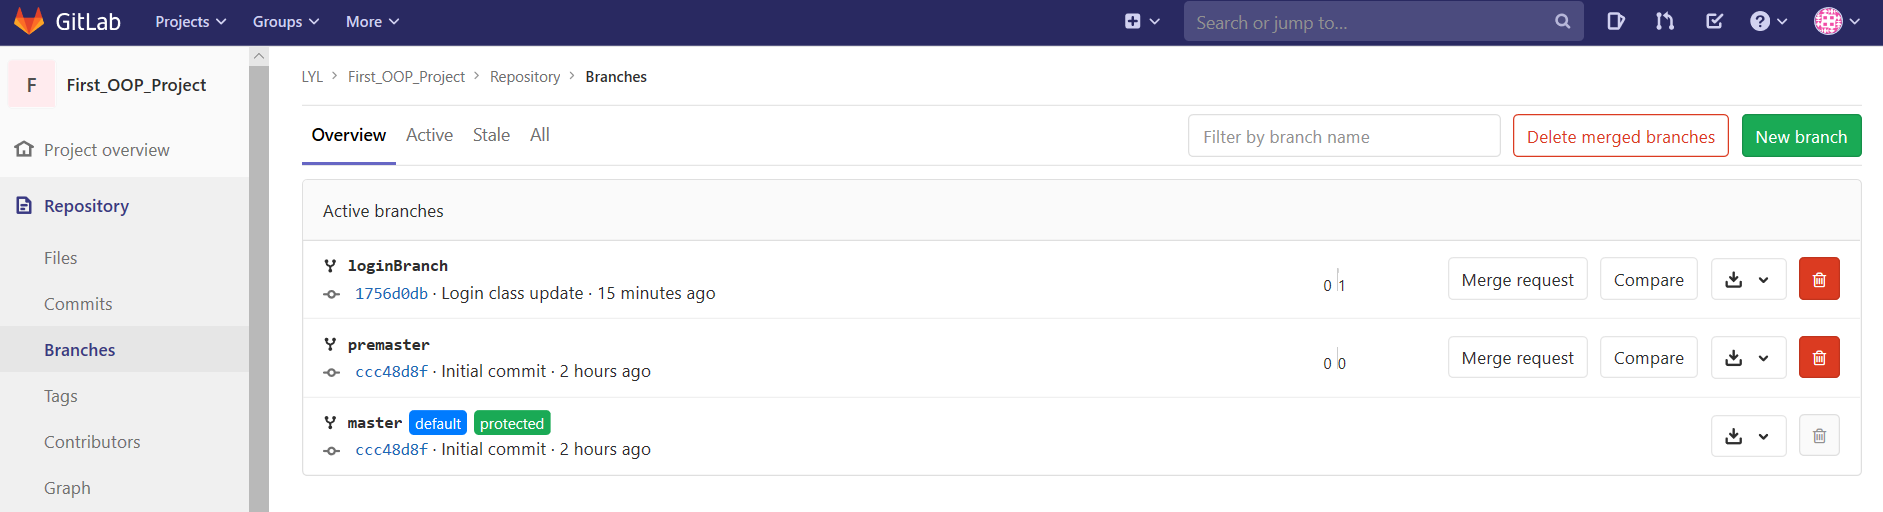 GitLab Projects Groups More Search or jump to...
F First_OOP_Project
Project overview
Repository
Files
Commits
Branches
Tags
Contributors
Graph
LYL > First_OOP_Project > Repository > Branches
Overview Active Stale All Filter by branch name Delete merged branches New branch
Active branches
loginBranch
1756d0db · Login class update · 15 minutes ago
0 1 Merge request Compare
premaster
ccc48d8f · Initial commit · 2 hours ago
0 0 Merge request Compare
master default protected
ccc48d8f · Initial commit · 2 hours ago